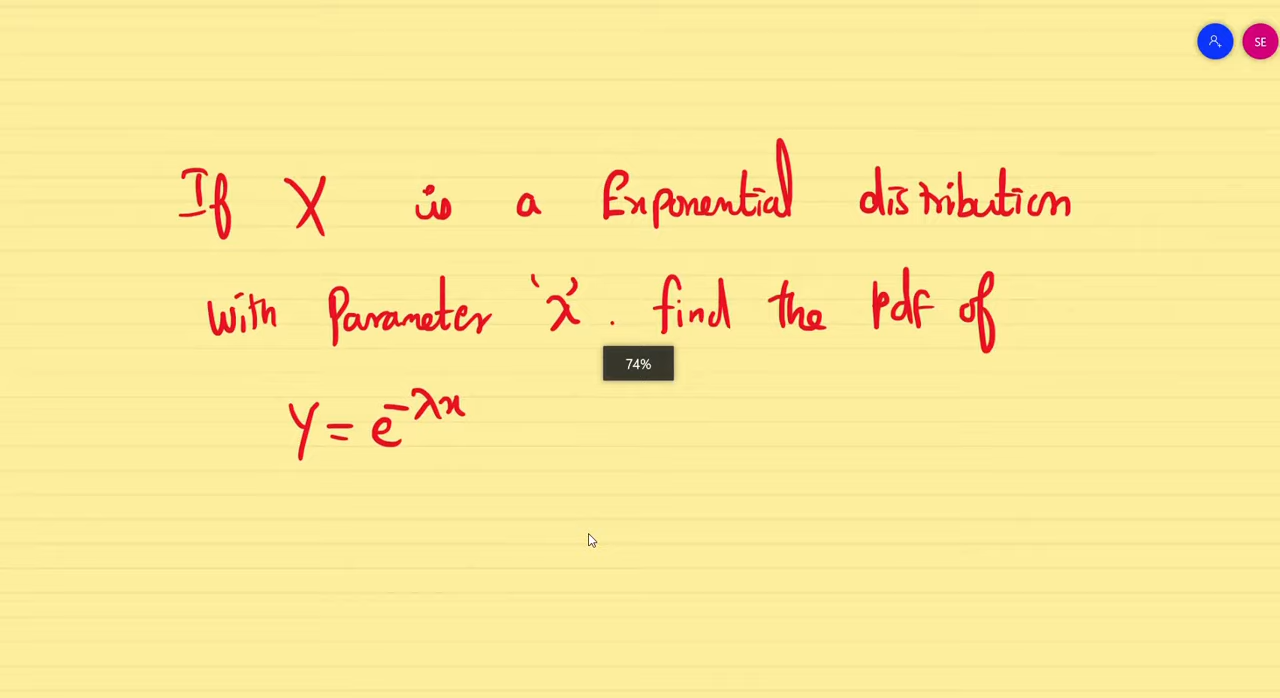 SE
If X is a Exponential distribution
with Parameter 'λ'. find the Pdf of
74%
Y = e^{-λx}